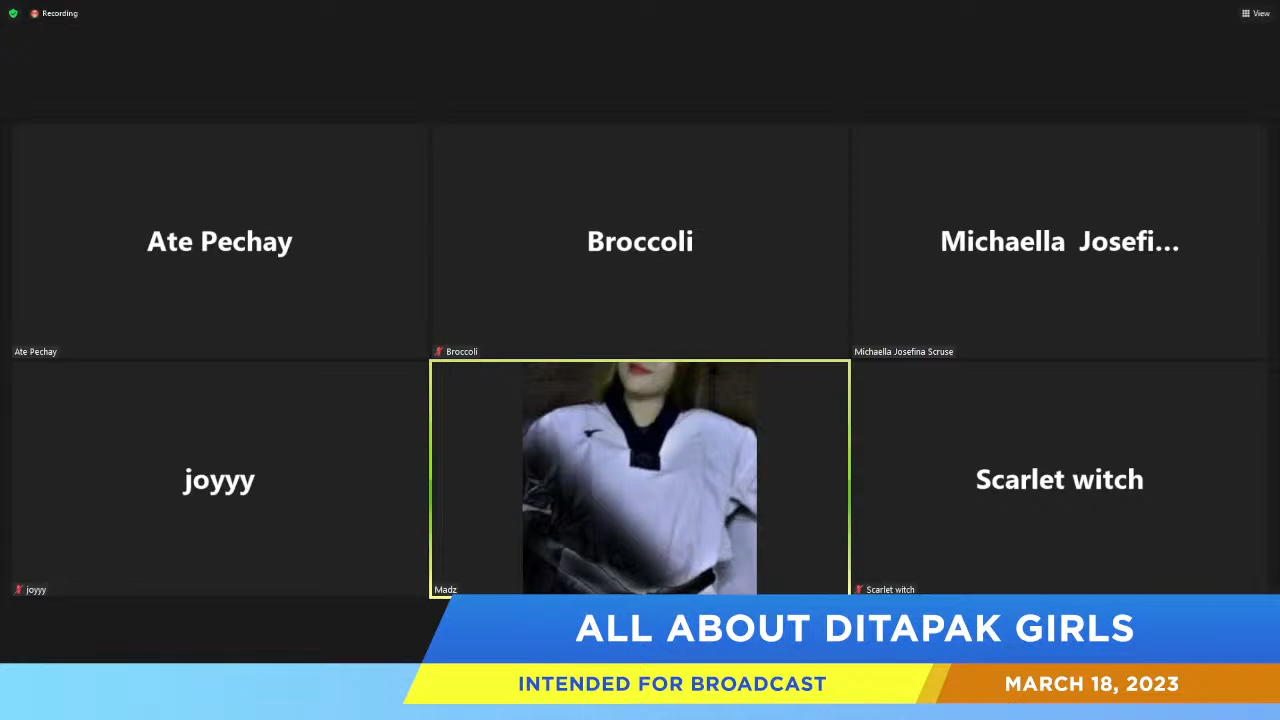 Recording
View
Ate Pechay
Broccoli
Michaella Josefi...
Ate Pechay
Broccoli
Michaella Josefina Scruse
joyyy
Scarlet witch
joyyy
Madz
Scarlet witch
ALL ABOUT DITAPAK GIRLS
INTENDED FOR BROADCAST
MARCH 18, 2023